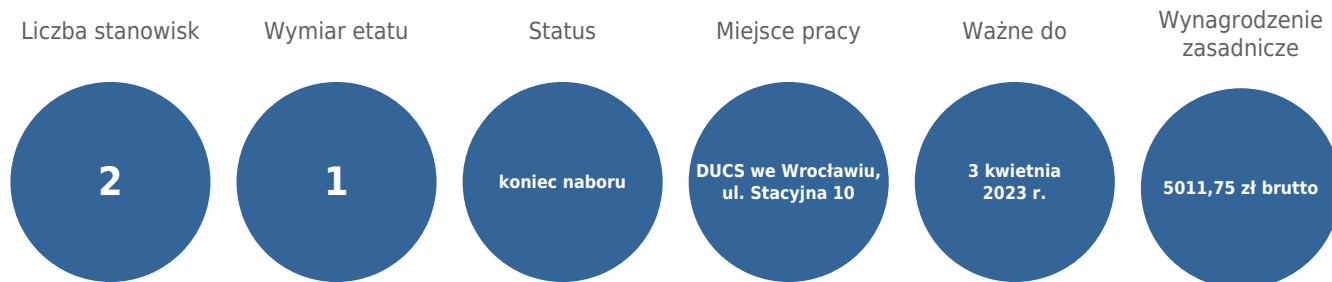 Liczba stanowisk
Wymiar etatu
Status
Miejsce pracy
Ważne do
Wynagrodzenie
zasadnicze
2
1
koniec naboru
DUCS we Wrocławiu,
ul. Stacyjna 10
3 kwietnia
2023 r.
5011,75 zł brutto